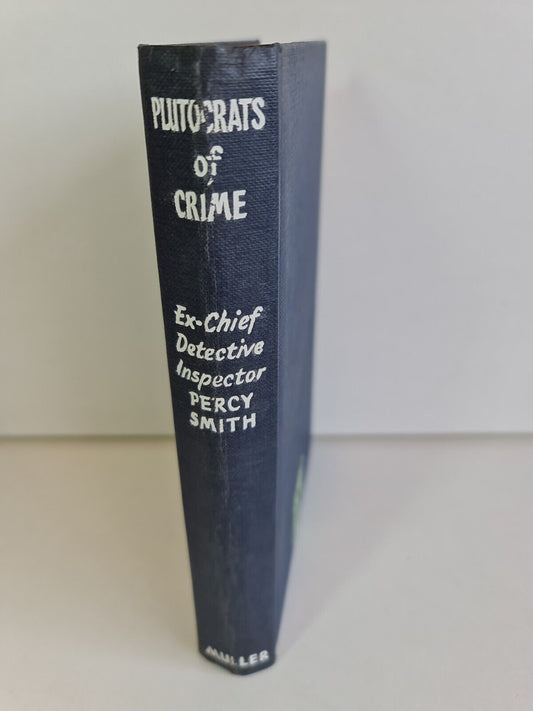 PLUTOCRATS
of
CRIME
Ex-Chief
Detective
Inspector
PERCY
SMITH
MULLER